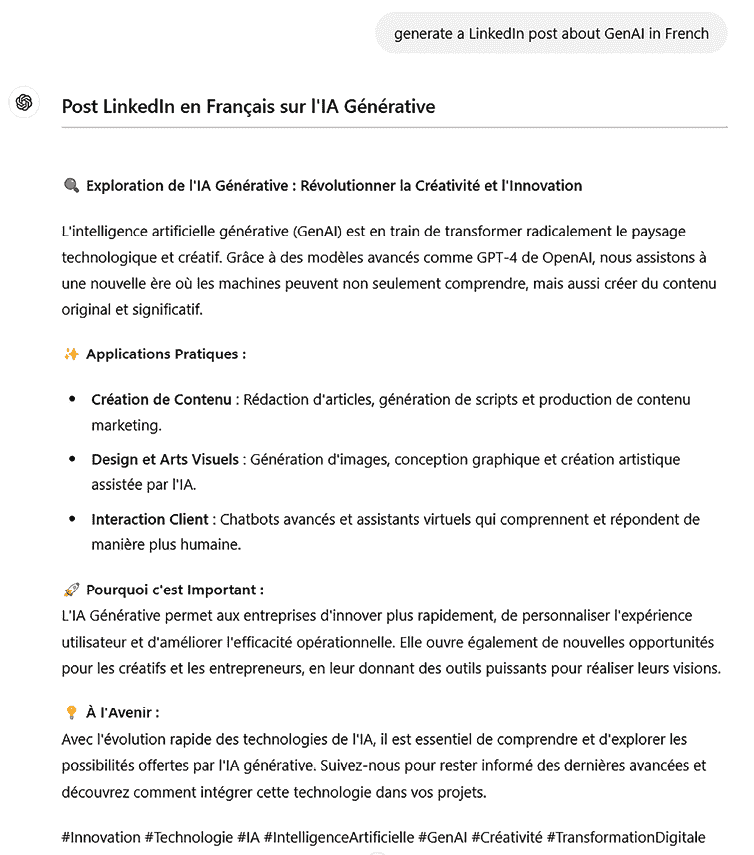 generate a LinkedIn post about GenAI in French
Post LinkedIn en Français sur l'IA Générative
🔍 Exploration de l'IA Générative : Révolutionner la Créativité et l'Innovation
L'intelligence artificielle générative (GenAI) est en train de transformer radicalement le paysage
technologique et créatif. Grâce à des modèles avancés comme GPT-4 de OpenAI, nous assistons à
une nouvelle ère où les machines peuvent non seulement comprendre, mais aussi créer du contenu
original et significatif.
✨ Applications Pratiques :
• Création de Contenu : Rédaction d'articles, génération de scripts et production de contenu
marketing.
• Design et Arts Visuels : Génération d'images, conception graphique et création artistique
assistée par l'IA.
• Interaction Client : Chatbots avancés et assistants virtuels qui comprennent et répondent de
manière plus humaine.
🚀 Pourquoi c'est Important :
L'IA Générative permet aux entreprises d'innover plus rapidement, de personnaliser l'expérience
utilisateur et d'améliorer l'efficacité opérationnelle. Elle ouvre également de nouvelles opportunités
pour les créatifs et les entrepreneurs, en leur donnant des outils puissants pour réaliser leurs visions.
💡 À l'Avenir :
Avec l'évolution rapide des technologies de l'IA, il est essentiel de comprendre et d'explorer les
possibilités offertes par l'IA générative. Suivez-nous pour rester informé des dernières avancées et
découvrez comment intégrer cette technologie dans vos projets.
#Innovation #Technologie #IA #IntelligenceArtificielle #GenAI #Créativité #TransformationDigitale